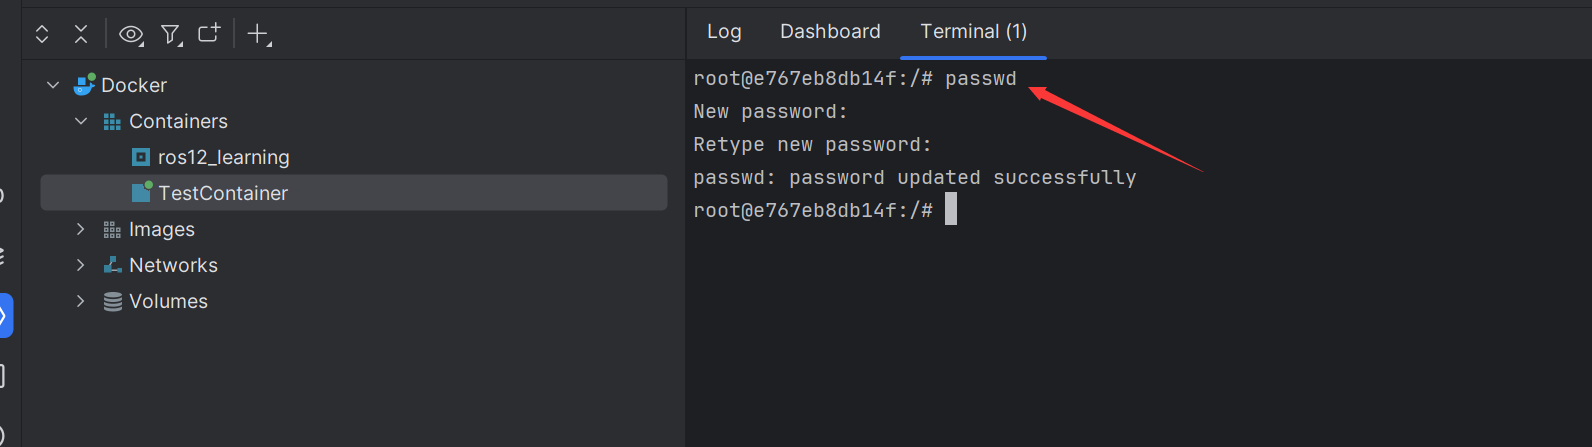 Log Dashboard Terminal (1)
Docker
Containers
ros12_learning
TestContainer
Images
Networks
Volumes
root@e767eb8db14f:/# passwd
New password:
Retype new password:
passwd: password updated successfully
root@e767eb8db14f:/#